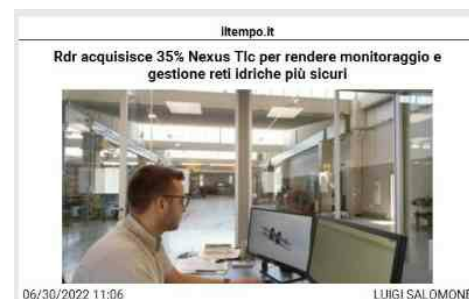 iltempo.it
Rdr acquisisce 35% Nexus Tlc per rendere monitoraggio e
gestione reti idriche più sicuri
06/30/2022 11:06 LUIGI SALOMONE